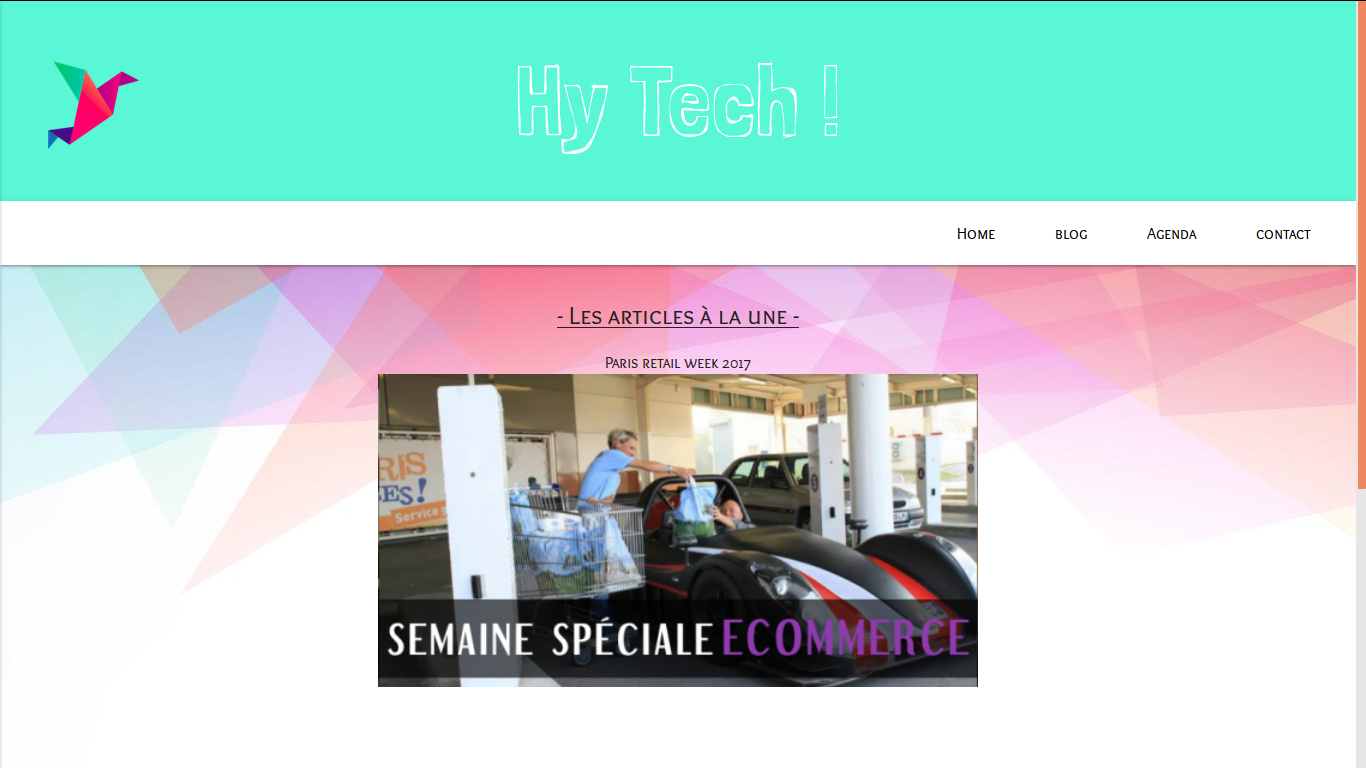 Hy Tech !
Home blog Agenda contact
- Les articles à la une -
Paris retail week 2017
RIS
ES!
Service
SEMAINE SPÉCIALE ECOMMERCE